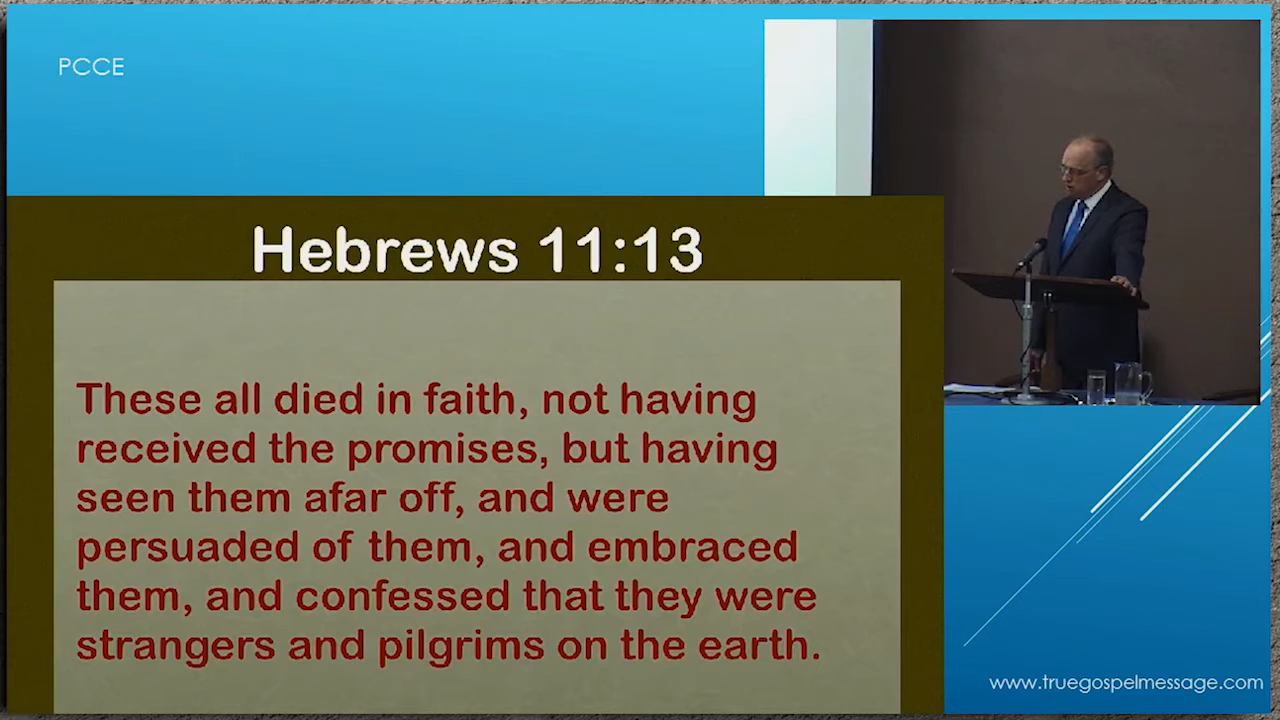 PCCE
Hebrews 11:13
These all died in faith, not having
received the promises, but having
seen them afar off, and were
persuaded of them, and embraced
them, and confessed that they were
strangers and pilgrims on the earth.
www.truegospelmessage.com